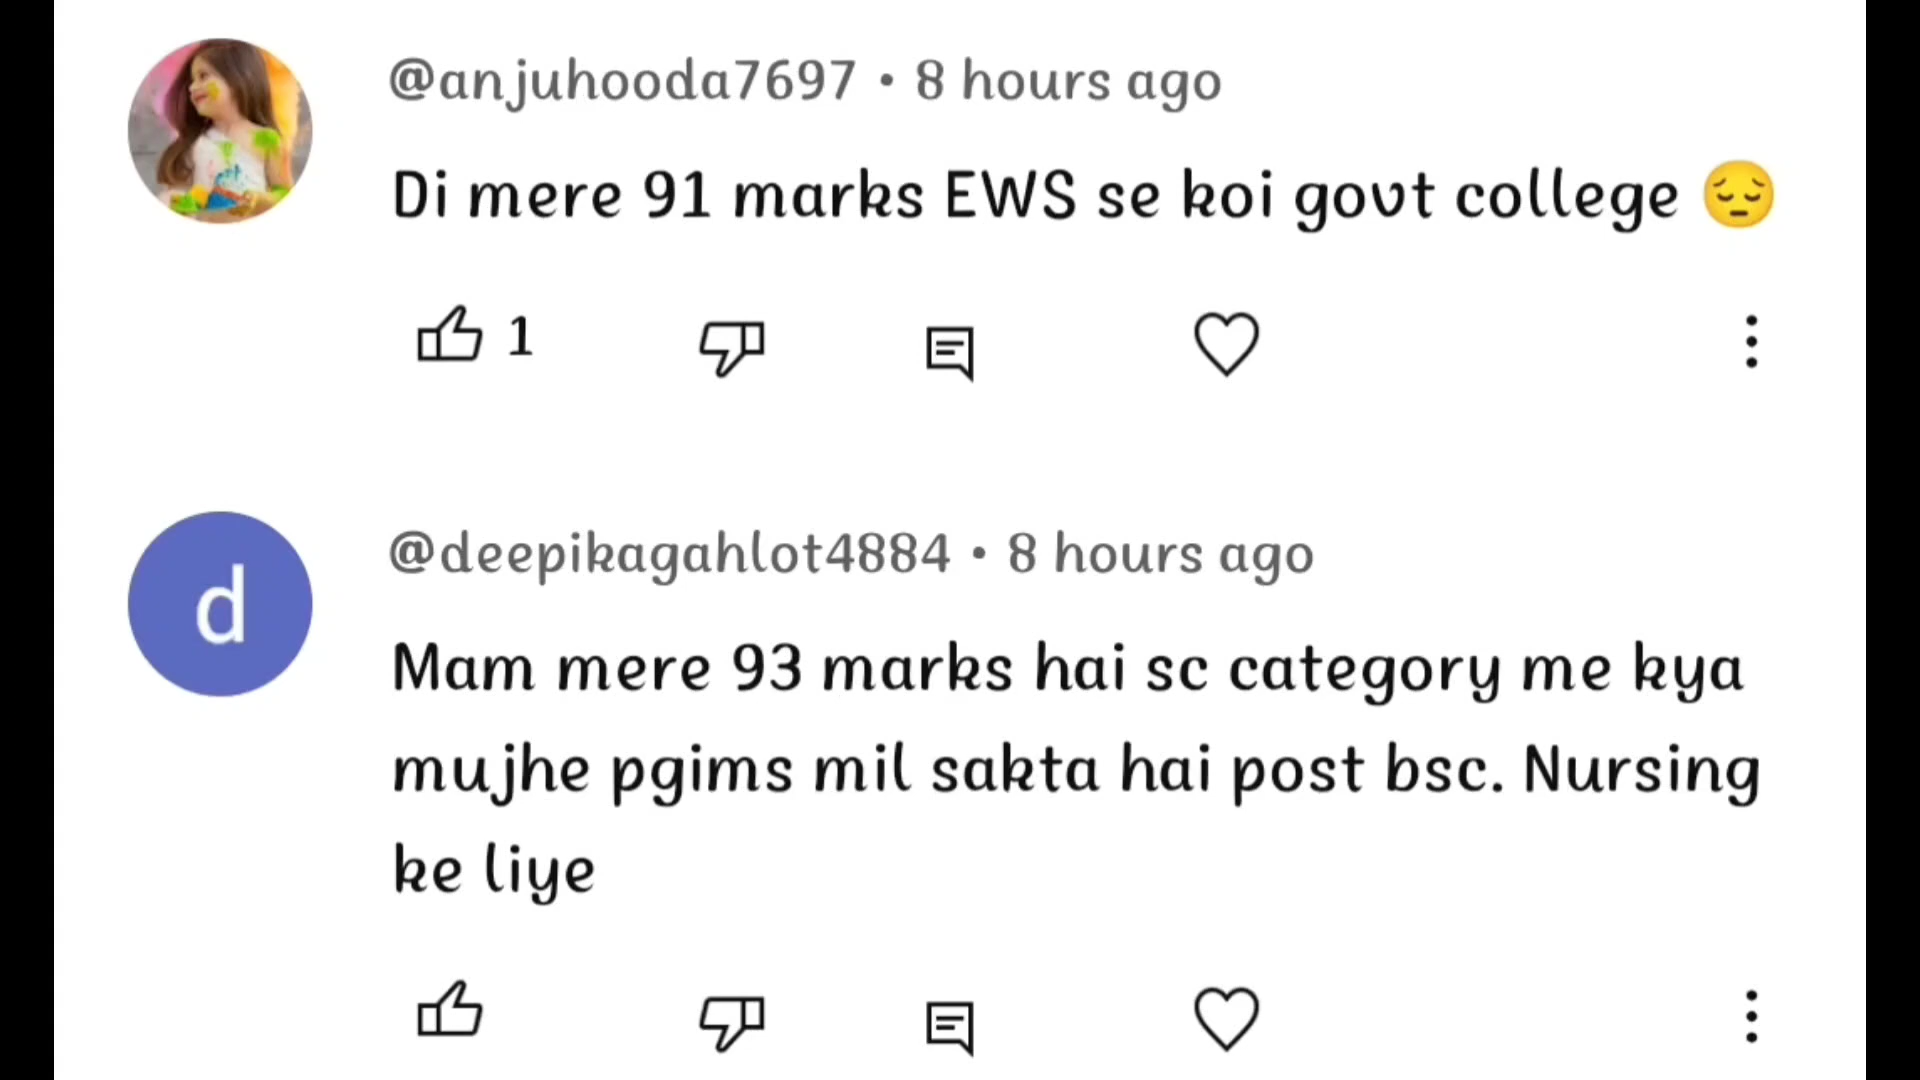 @anjuhooda7697 • 8 hours ago
Di mere 91 marks EWS se koi govt college 😔
1
d
@deepikagahlot4884 • 8 hours ago
Mam mere 93 marks hai sc category me kya
mujhe pgims mil sakta hai post bsc. Nursing
ke liye